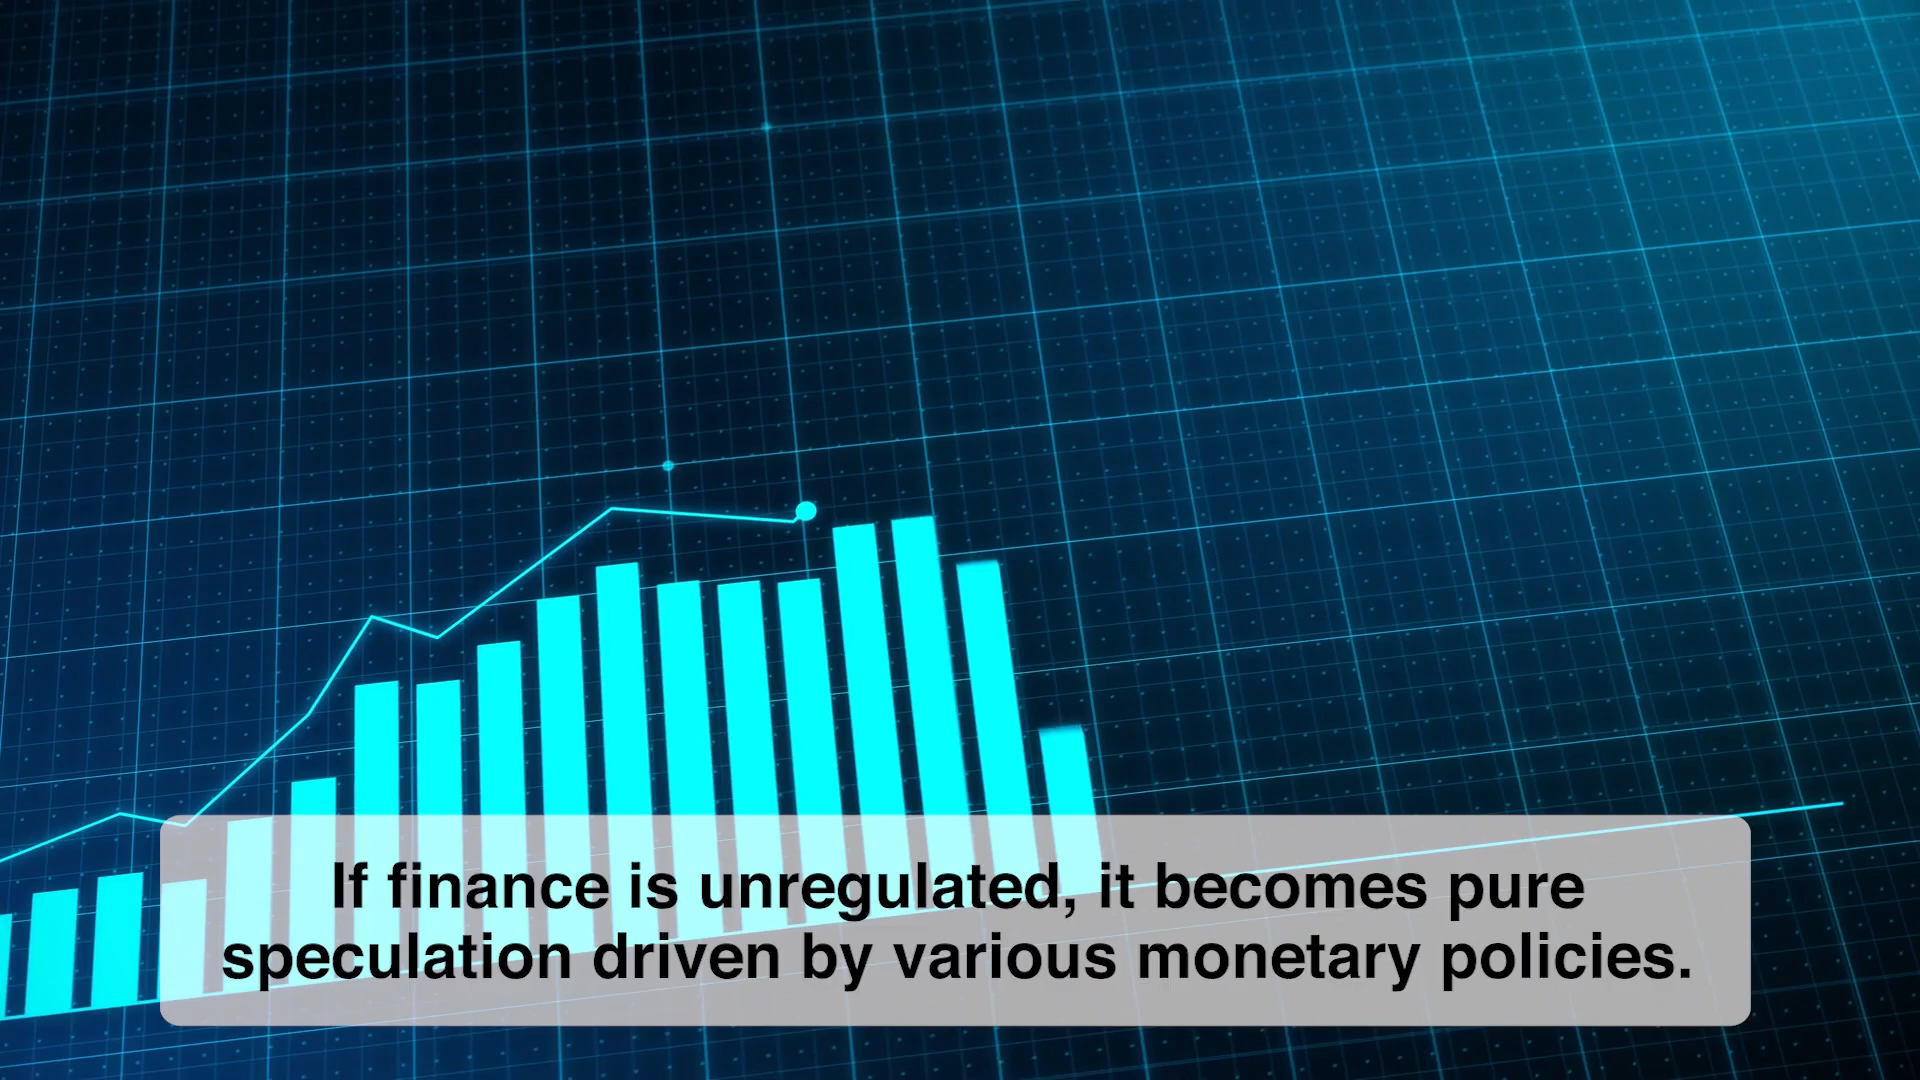 If finance is unregulated, it becomes pure
speculation driven by various monetary policies.